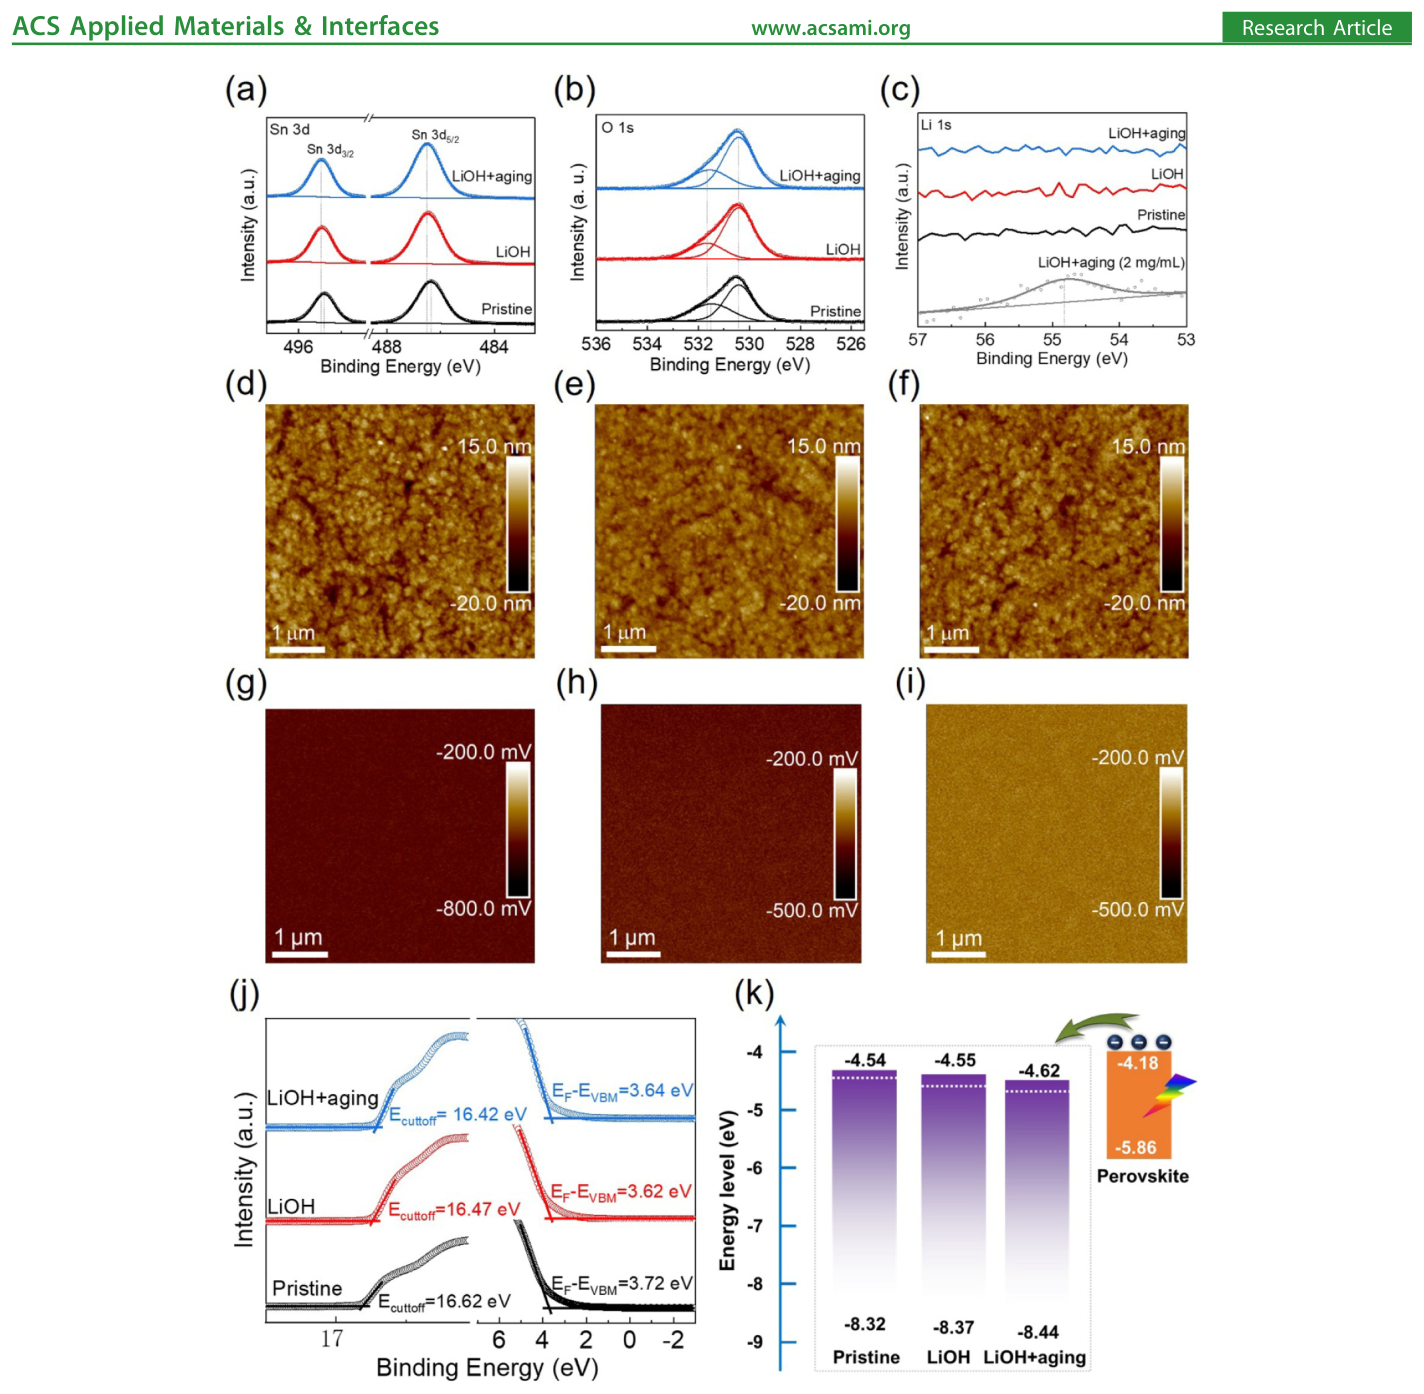 ACS Applied Materials & Interfaces www.acsami.org Research Article
(a) (b) (c)
Sn 3d
Sn 3d3/2
Sn 3d5/2
LiOH+aging
LiOH
Pristine
Intensity (a.u.)
496 488 484
Binding Energy (eV)
O 1s
LiOH+aging
LiOH
Pristine
Intensity (a. u.)
536 534 532 530 528 526
Binding Energy (eV)
Li 1s
LiOH+aging
LiOH
Pristine
LiOH+aging (2 mg/mL)
Intensity (a.u.)
57 56 55 54 53
Binding Energy (eV)
(d) (e) (f)
15.0 nm
-20.0 nm
1 μm
15.0 nm
-20.0 nm
1 μm
15.0 nm
-20.0 nm
1 μm
(g) (h) (i)
-200.0 mV
-800.0 mV
1 μm
-200.0 mV
-500.0 mV
1 μm
-200.0 mV
-500.0 mV
1 μm
(j) (k)
LiOH+aging
Ecuttoff= 16.42 eV
EF-EVBM=3.64 eV
LiOH
Ecuttoff=16.47 eV
EF-EVBM=3.62 eV
Pristine
Ecuttoff=16.62 eV
EF-EVBM=3.72 eV
Intensity (a.u.)
17 6 4 2 0 -2
Binding Energy (eV)
Energy level (eV)
-4
-5
-6
-7
-8
-9
-4.54 -4.55 -4.62
-8.32 -8.37 -8.44
Pristine LiOH LiOH+aging
-4.18
-5.86
Perovskite